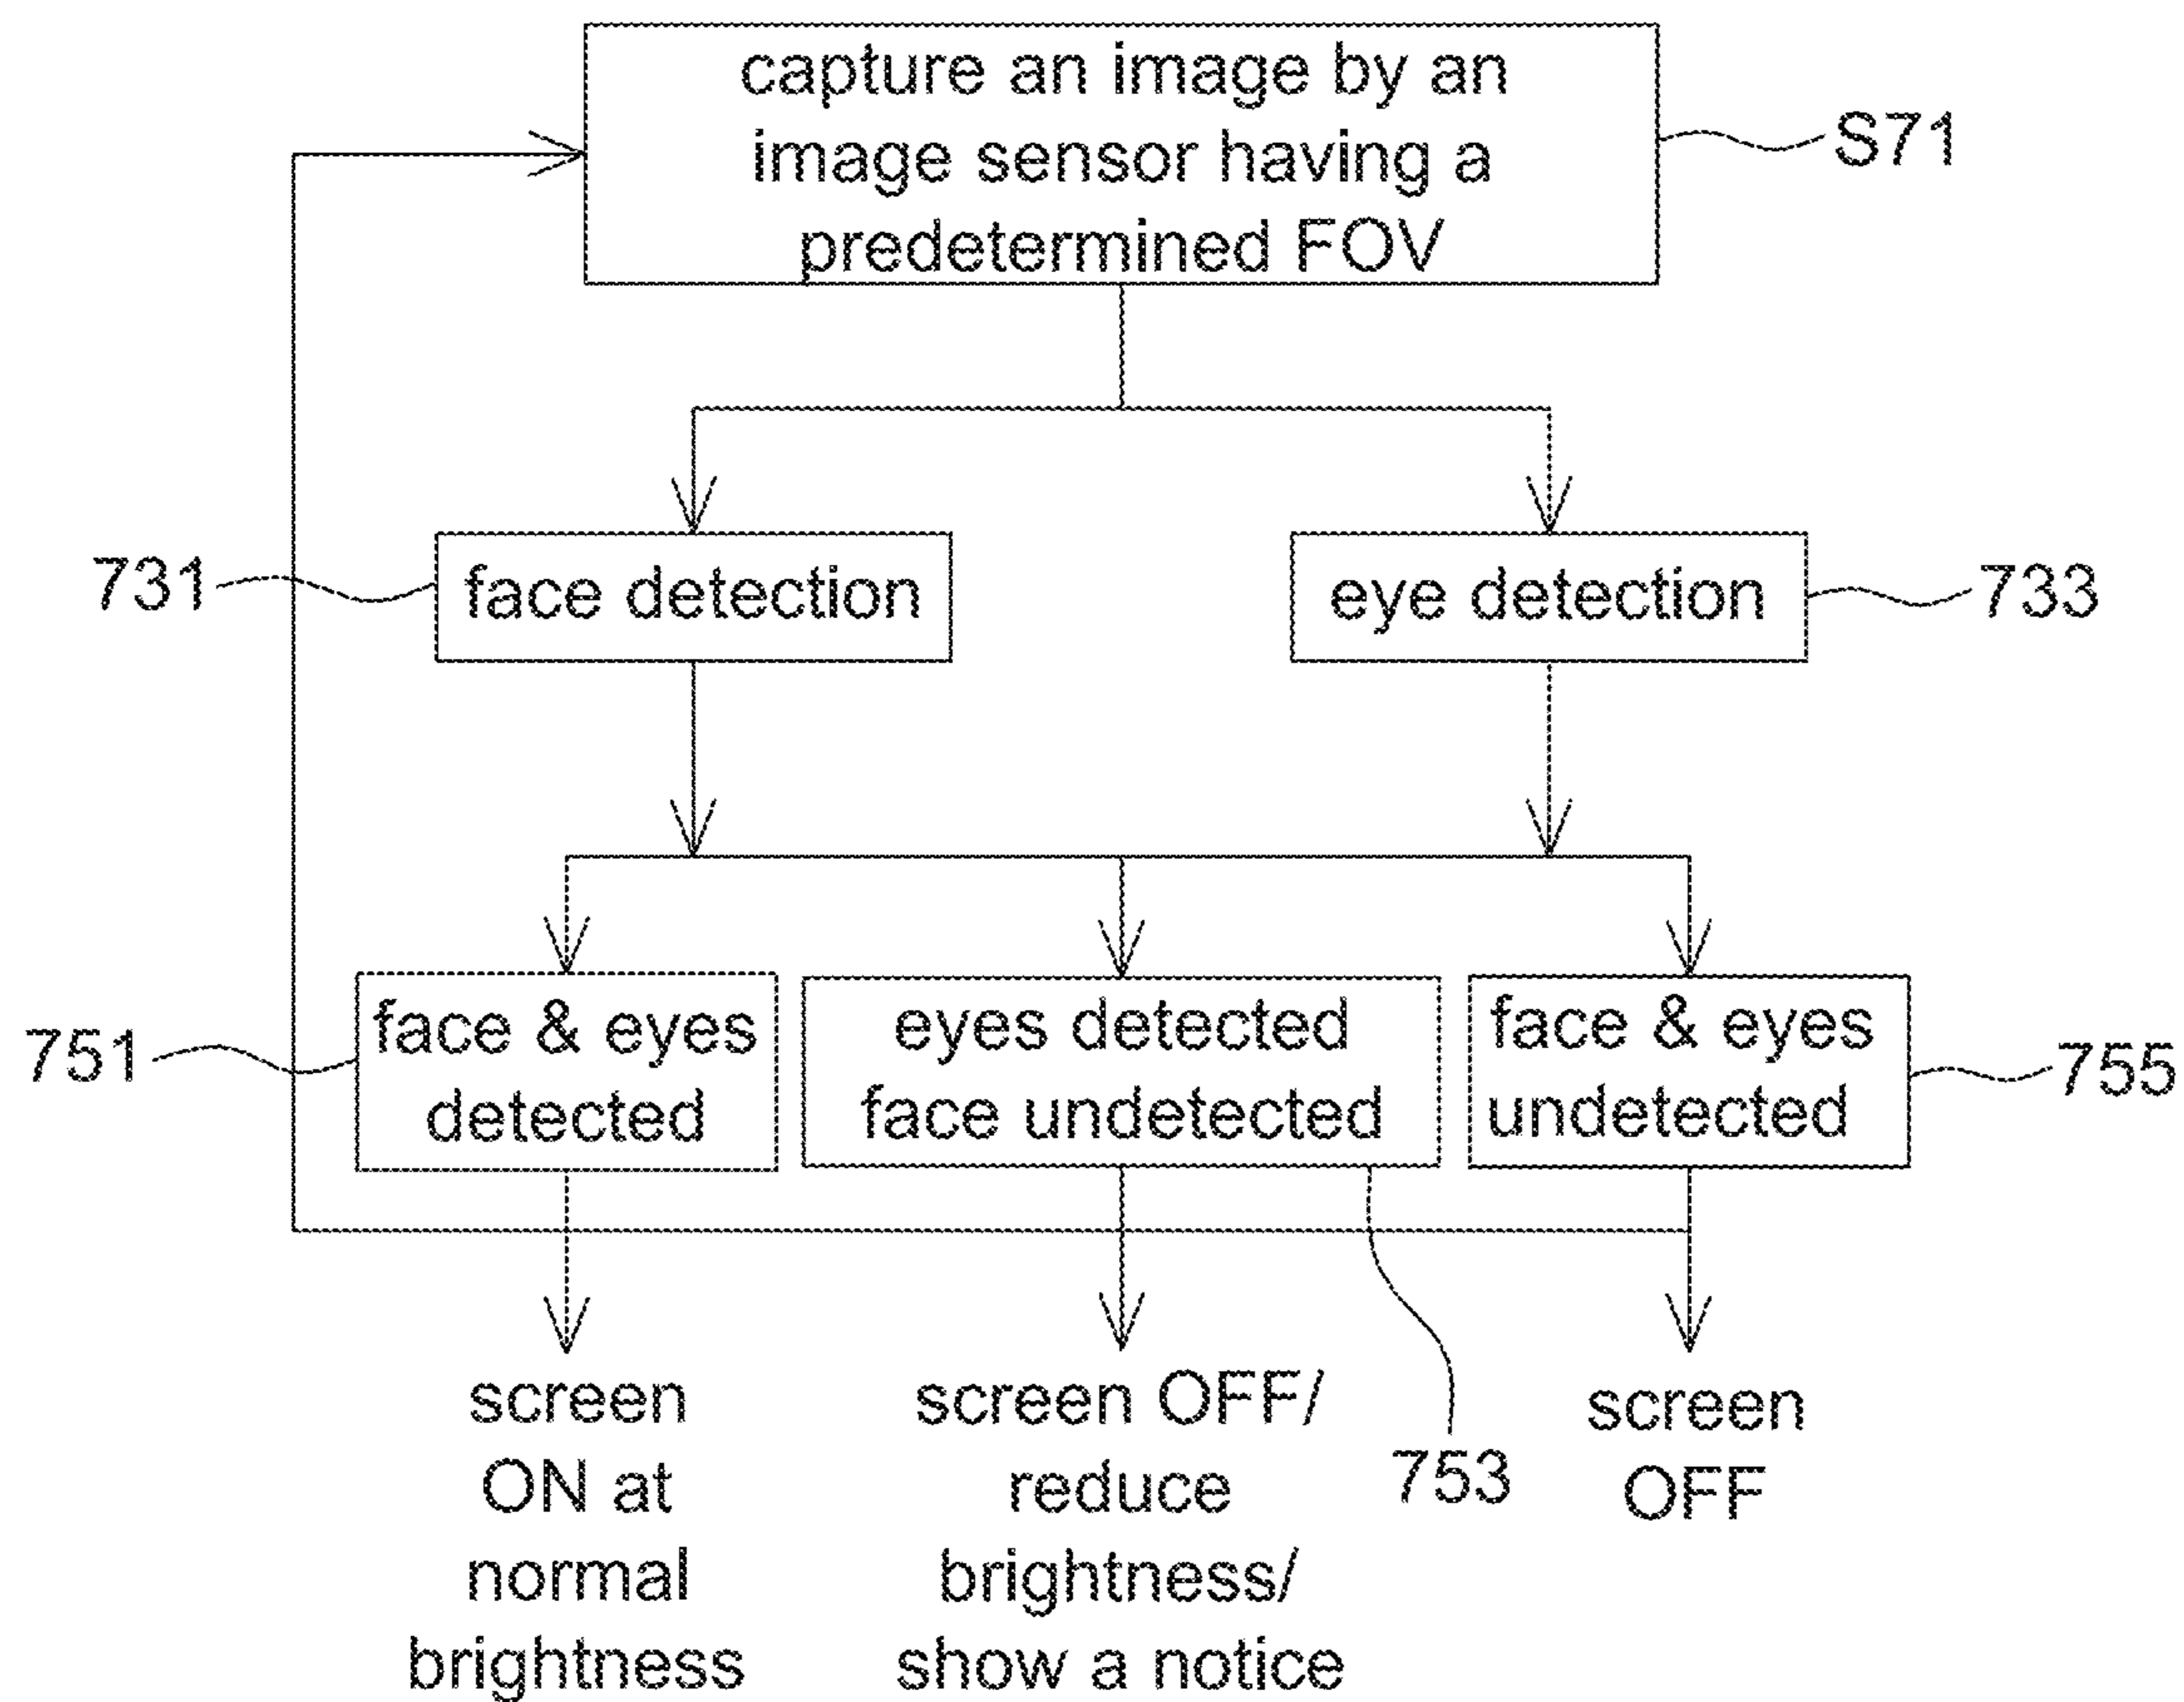 capture an image by an
image sensor having a
predetermined FOV
S71
731
face detection
eye detection
733
751
face & eyes
detected
eyes detected
face undetected
face & eyes
undetected
755
753
screen
ON at
normal
brightness
screen OFF/
reduce
brightness/
show a notice
screen
OFF